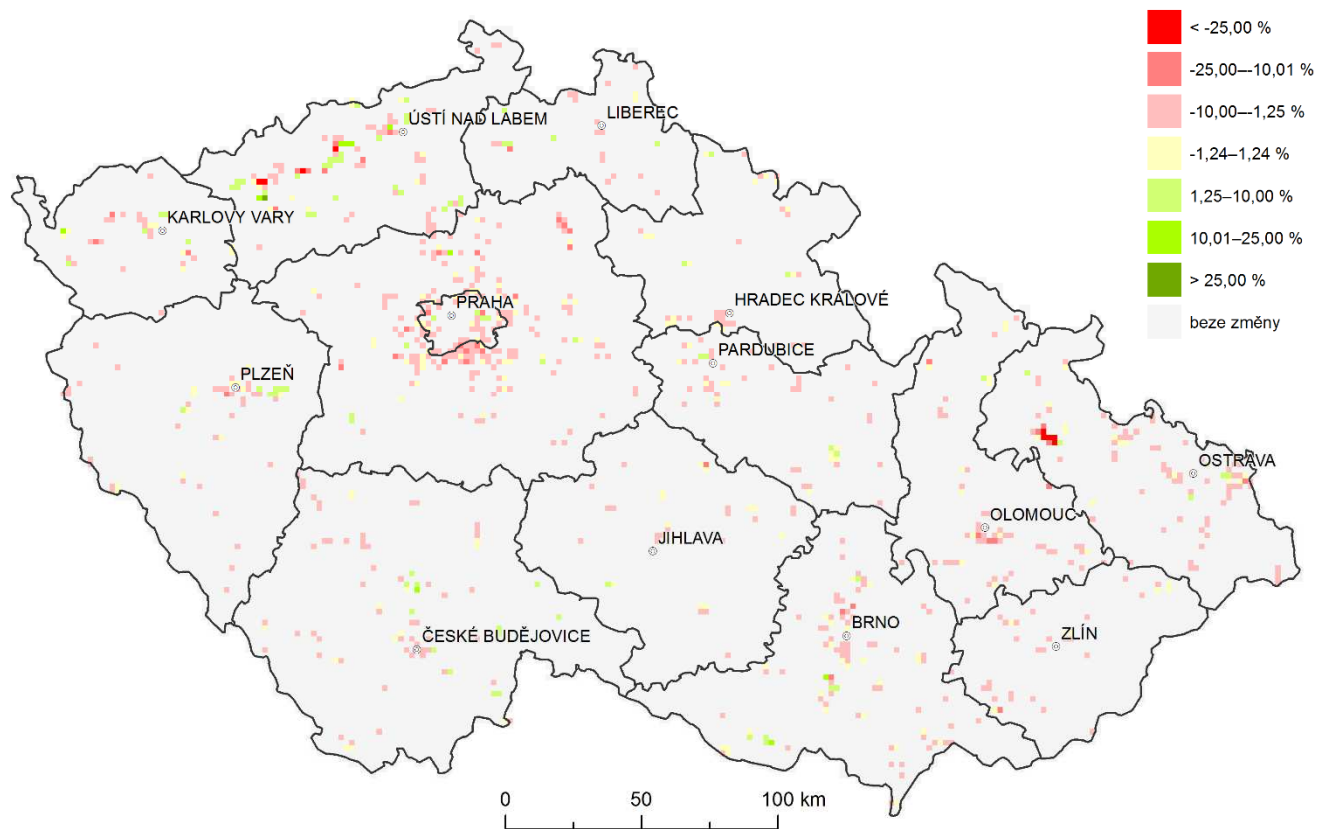 < -25,00 %
-25,00–-10,01 %
-10,00–-1,25 %
-1,24–1,24 %
1,25–10,00 %
10,01–25,00 %
> 25,00 %
beze změny
ÚSTÍ NAD LABEM
LIBEREC
KARLOVY VARY
PRAHA
HRADEC KRÁLOVÉ
PARDUBICE
PLZEŇ
OSTRAVA
OLOMOUC
JIHLAVA
ČESKÉ BUDĚJOVICE
BRNO
ZLÍN
0 50 100 km